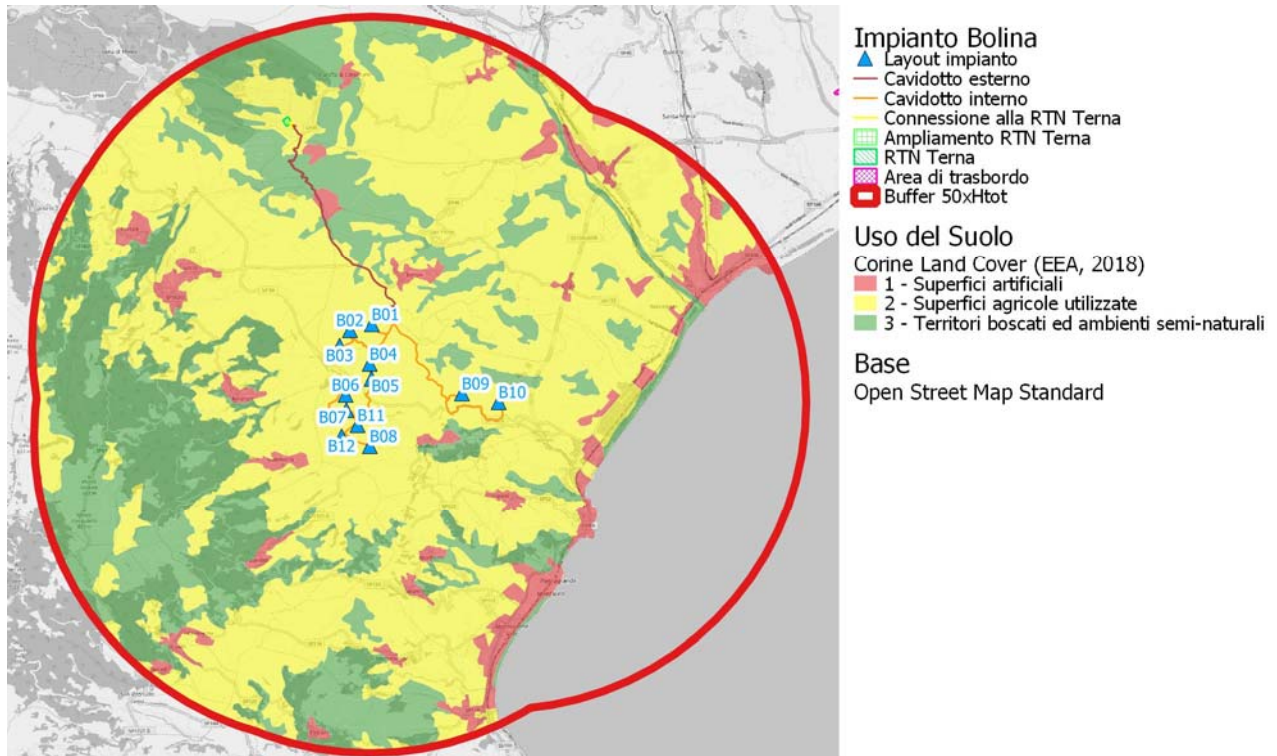 Impianto Bolina
Layout impianto
Cavidotto esterno
Cavidotto interno
Connessione alla RTN Terna
Ampliamento RTN Terna
RTN Terna
Area di trasbordo
Buffer 50xHtot
Uso del Suolo
Corine Land Cover (EEA, 2018)
1 - Superfici artificiali
2 - Superfici agricole utilizzate
3 - Territori boscati ed ambienti semi-naturali
Base
Open Street Map Standard
B01
B02
B03
B04
B05
B06
B09
B10
B07
B11
B12
B08